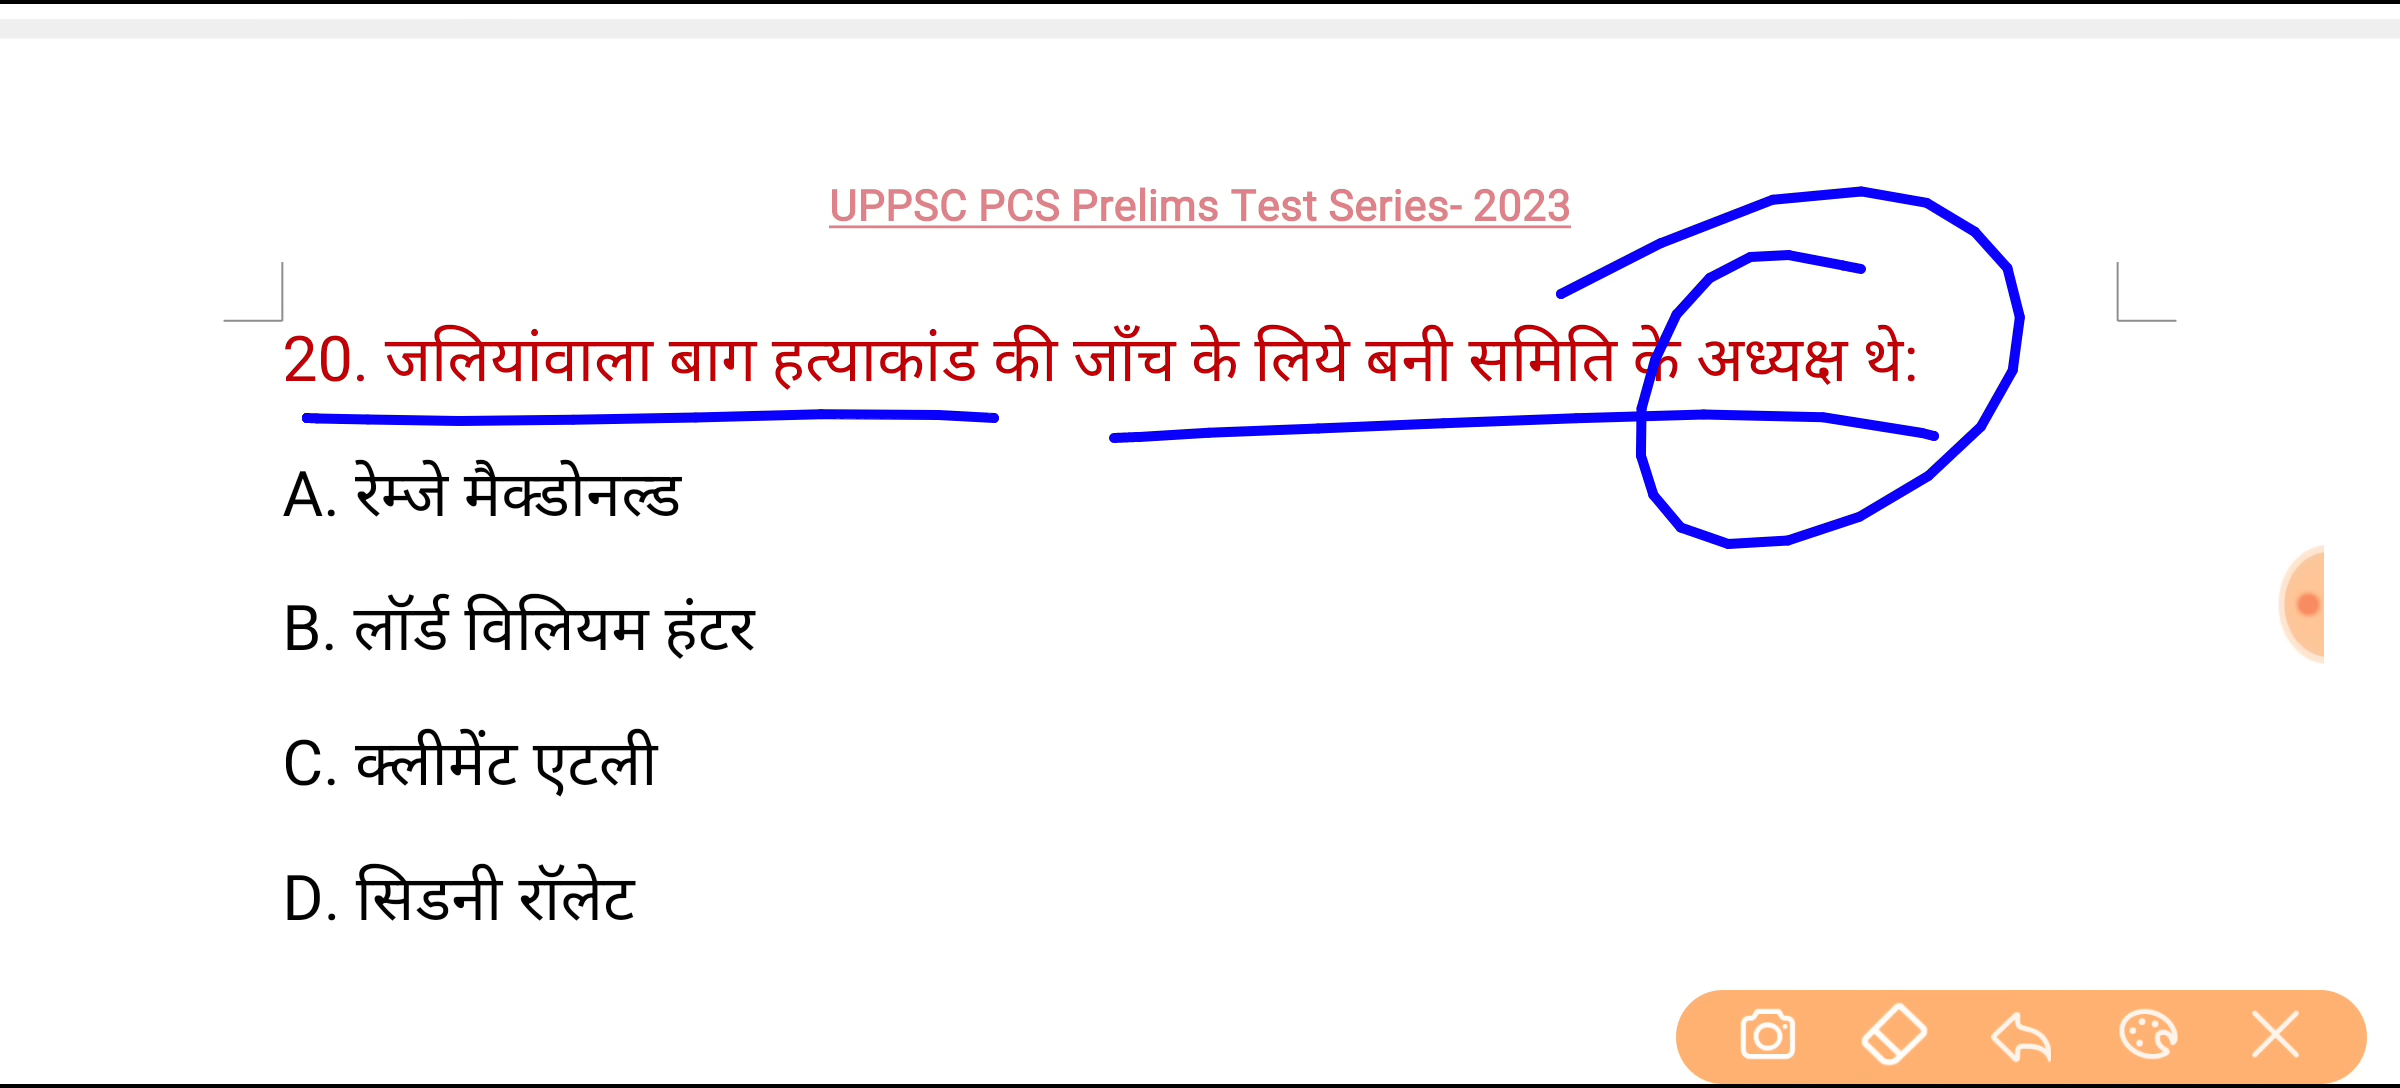 UPPSC PCS Prelims Test Series- 2023
20. जलियांवाला बाग हत्याकांड की जाँच के लिये बनी समिति के अध्यक्ष थे:
A. रेम्जे मैक्डोनल्ड
B. लॉर्ड विलियम हंटर
C. क्लीमेंट एटली
D. सिडनी रॉलेट